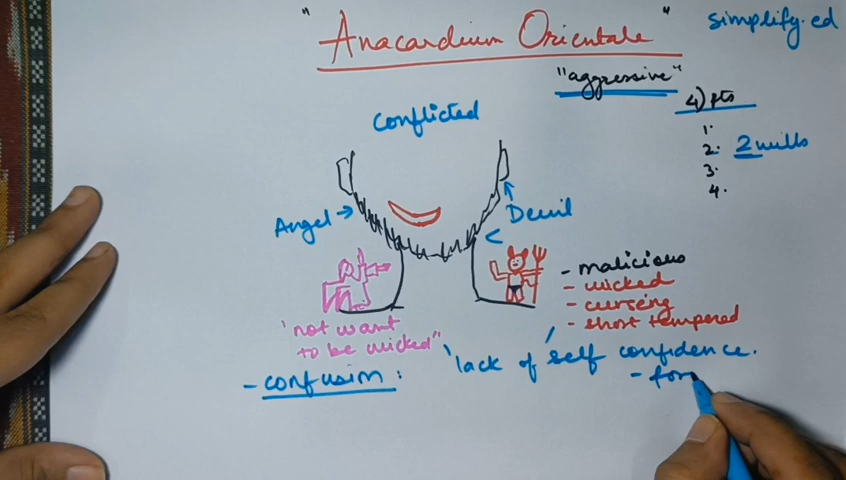 "Anacardium Orientale"
simplify.ed
"aggressive"
4) pts
Conflicted
1.
2. 2 wills
3.
4.
Angel →
Devil
- malicious
- wicked
- cursing
- short tempered
"not want
to be wicked"
- confusion : 'lack of' self confidence.
- for